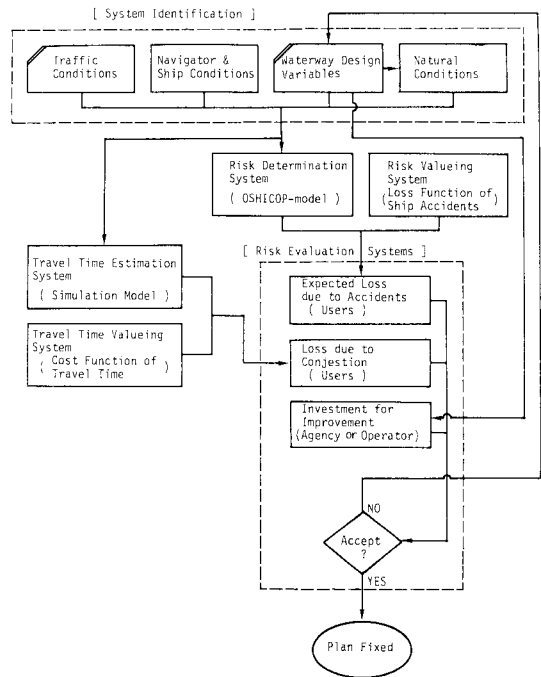 [ System Identification ]
Traffic
Conditions
Navigator &
Ship Conditions
Waterway Design
Variables
Natural
Conditions
Risk Determination
System
( OSHICOP-model )
Risk Valueing
System
(Loss Function of)
Ship Accidents
[ Risk Evaluation Systems ]
Travel Time Estimation
System
( Simulation Model )
Expected Loss
due to Accidents
( Users )
Travel Time Valueing
System
( Cost Function of )
Travel Time
Loss due to
Conjestion
( Users )
Investment for
Improvement
(Agency or Operator)
NO
Accept
?
YES
Plan Fixed